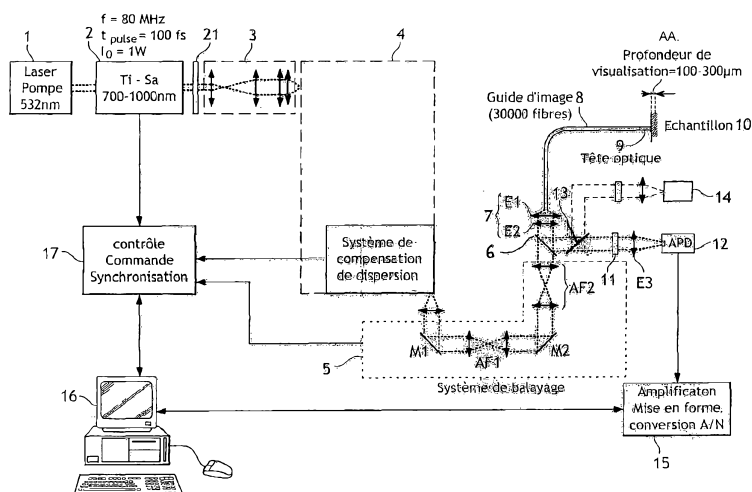 f = 80 MHz
t pulse = 100 fs
I0 = 1W
1
2
21
3
4
AA.
Profondeur de
visualisation=100-300µm
Laser
Pompe
532nm
Ti - Sa
700-1000nm
Guide d'image 8
(30000 fibres)
Echantillon 10
9
Tête optique
13
14
7
E1
E2
6
APD
12
11
E3
17
contrôle
Commande
Synchronisation
Système de
compensation
de dispersion
AF2
5
M1
AF1
M2
Système de balayage
16
Amplificaton
Mise en forme,
conversion A/N
15